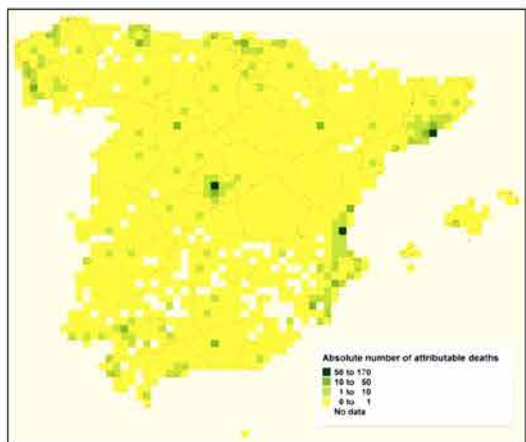 Absolute number of attributable deaths
50 to 170
10 to 50
1 to 10
0 to 1
No data